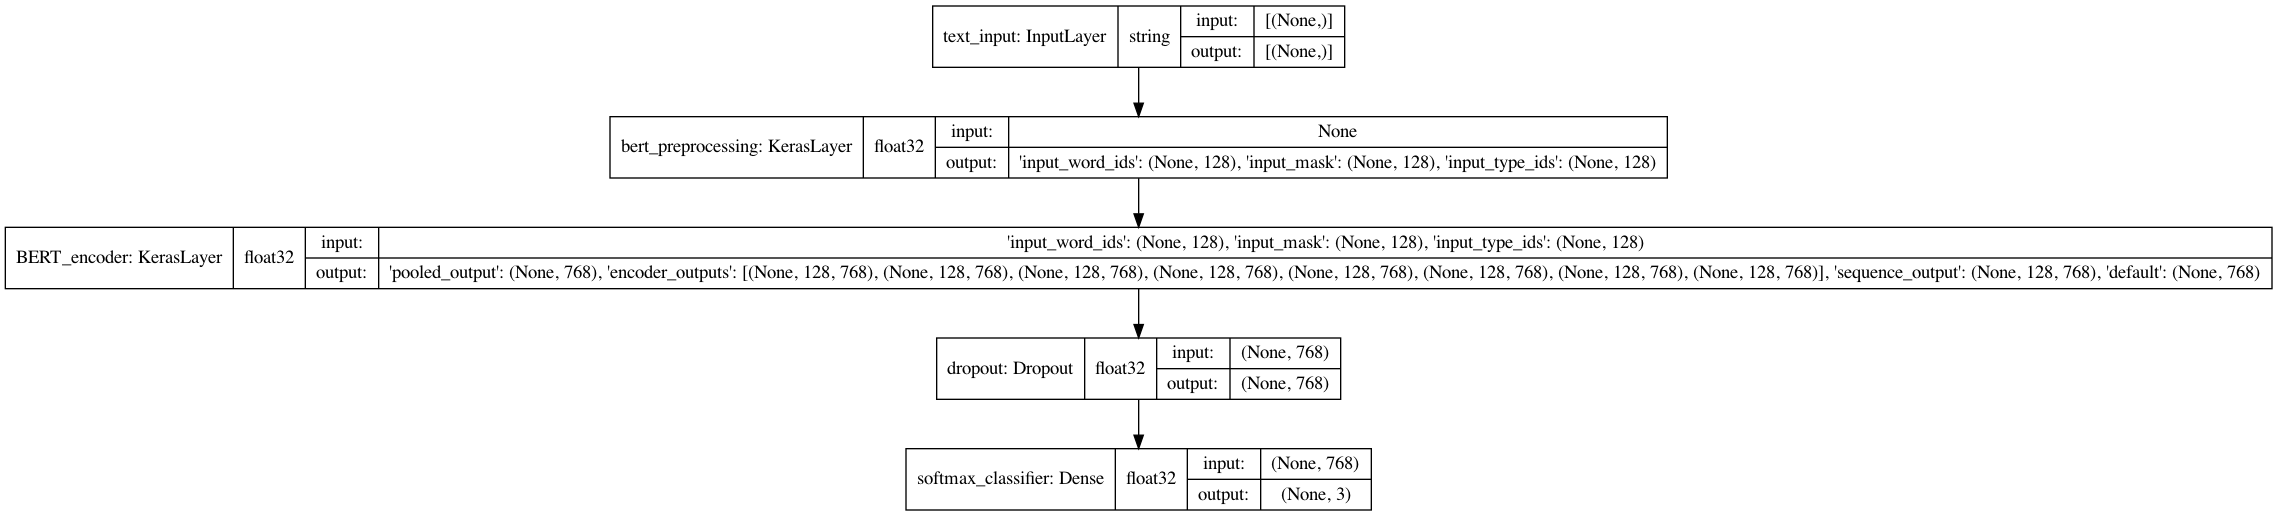 text_input: InputLayer string input: [(None,)]
output: [(None,)]
bert_preprocessing: KerasLayer float32 input: None
output: 'input_word_ids': (None, 128), 'input_mask': (None, 128), 'input_type_ids': (None, 128)
BERT_encoder: KerasLayer float32 input: 'input_word_ids': (None, 128), 'input_mask': (None, 128), 'input_type_ids': (None, 128)
output: 'pooled_output': (None, 768), 'encoder_outputs': [(None, 128, 768), (None, 128, 768), (None, 128, 768), (None, 128, 768), (None, 128, 768), (None, 128, 768), (None, 128, 768), (None, 128, 768)], 'sequence_output': (None, 128, 768), 'default': (None, 768)
dropout: Dropout float32 input: (None, 768)
output: (None, 768)
softmax_classifier: Dense float32 input: (None, 768)
output: (None, 3)